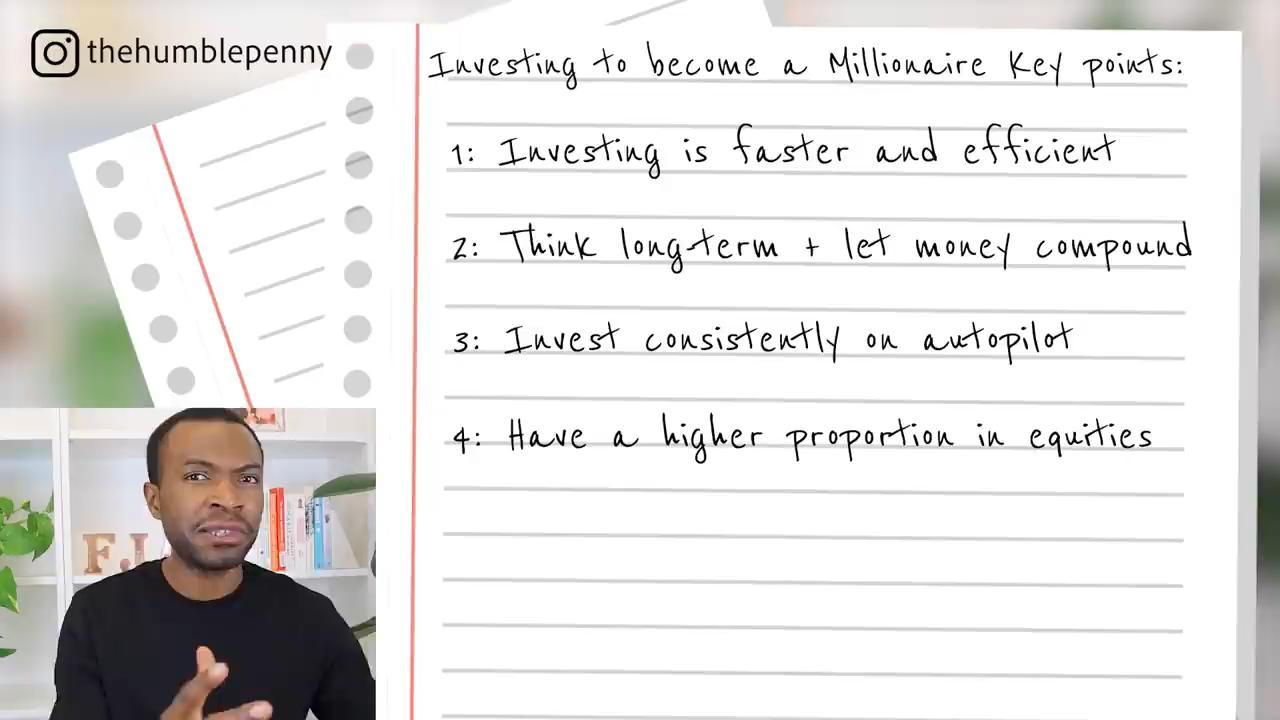 thehumblepenny
Investing to become a Millionaire Key points:
1: Investing is faster and efficient
2: Think long-term + let money compound
3: Invest consistently on autopilot
4: Have a higher proportion in equities